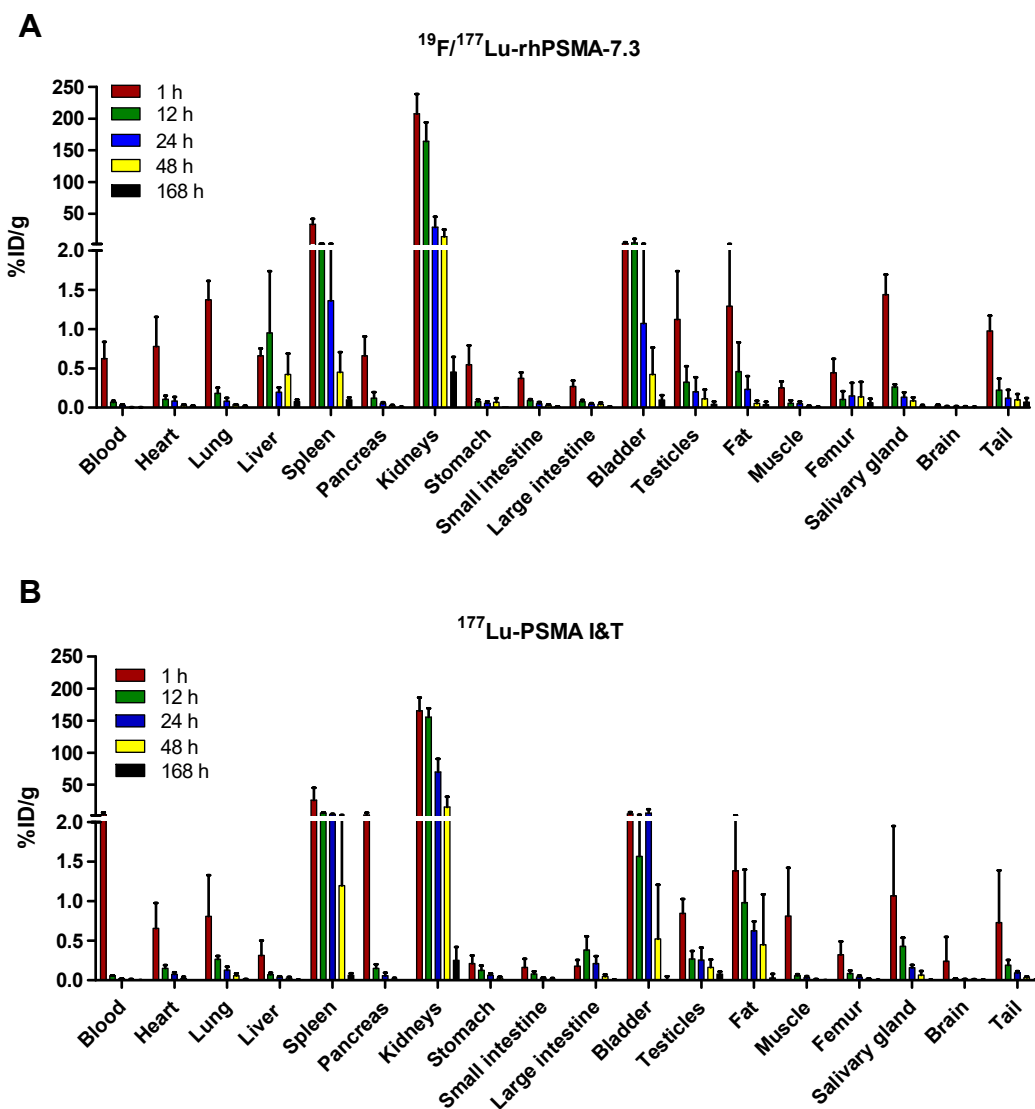 A
¹⁹F/¹⁷⁷Lu-rhPSMA-7.3
250
200
150
100
50
2.0
1.5
1.0
0.5
0.0
%ID/g
1 h
12 h
24 h
48 h
168 h
Blood
Heart
Lung
Liver
Spleen
Pancreas
Kidneys
Stomach
Small intestine
Large intestine
Bladder
Testicles
Fat
Muscle
Femur
Salivary gland
Brain
Tail
B
¹⁷⁷Lu-PSMA I&T
250
200
150
100
50
2.0
1.5
1.0
0.5
0.0
%ID/g
1 h
12 h
24 h
48 h
168 h
Blood
Heart
Lung
Liver
Spleen
Pancreas
Kidneys
Stomach
Small intestine
Large intestine
Bladder
Testicles
Fat
Muscle
Femur
Salivary gland
Brain
Tail